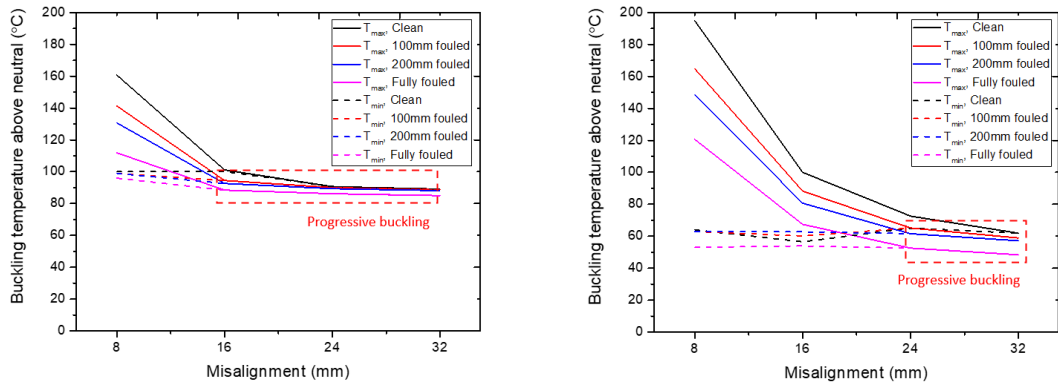 Buckling temperature above neutral (°C)
200
180
160
140
120
100
80
60
40
20
0
Tmax, Clean
Tmax, 100mm fouled
Tmax, 200mm fouled
Tmax, Fully fouled
Tmin, Clean
Tmin, 100mm fouled
Tmin, 200mm fouled
Tmin, Fully fouled
Progressive buckling
8
16
24
32
Misalignment (mm)
Buckling temperature above neutral (°C)
200
180
160
140
120
100
80
60
40
20
0
Tmax, Clean
Tmax, 100mm fouled
Tmax, 200mm fouled
Tmax, Fully fouled
Tmin, Clean
Tmin, 100mm fouled
Tmin, 200mm fouled
Tmin, Fully fouled
Progressive buckling
8
16
24
32
Misalignment (mm)